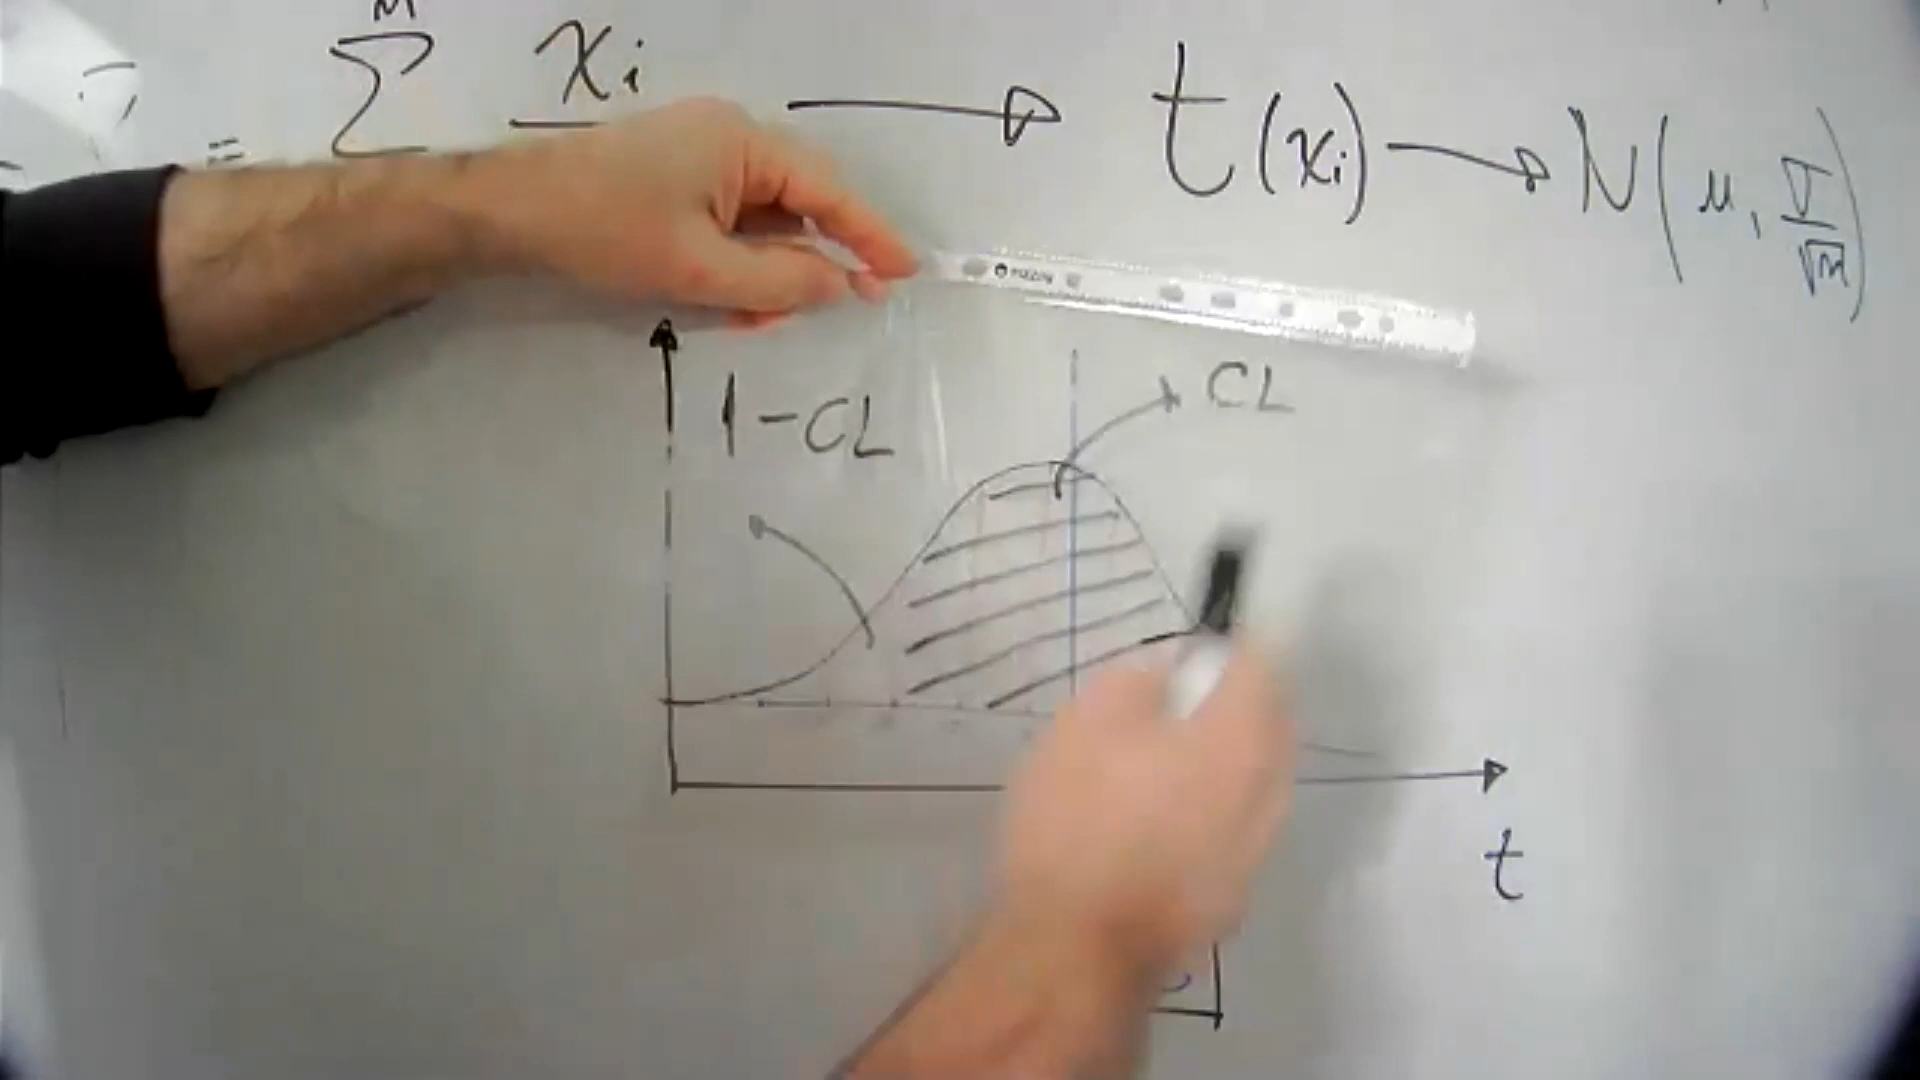 = Σ xᵢ → t(xᵢ) → N(μ, σ/√n)
1-CL
CL
t